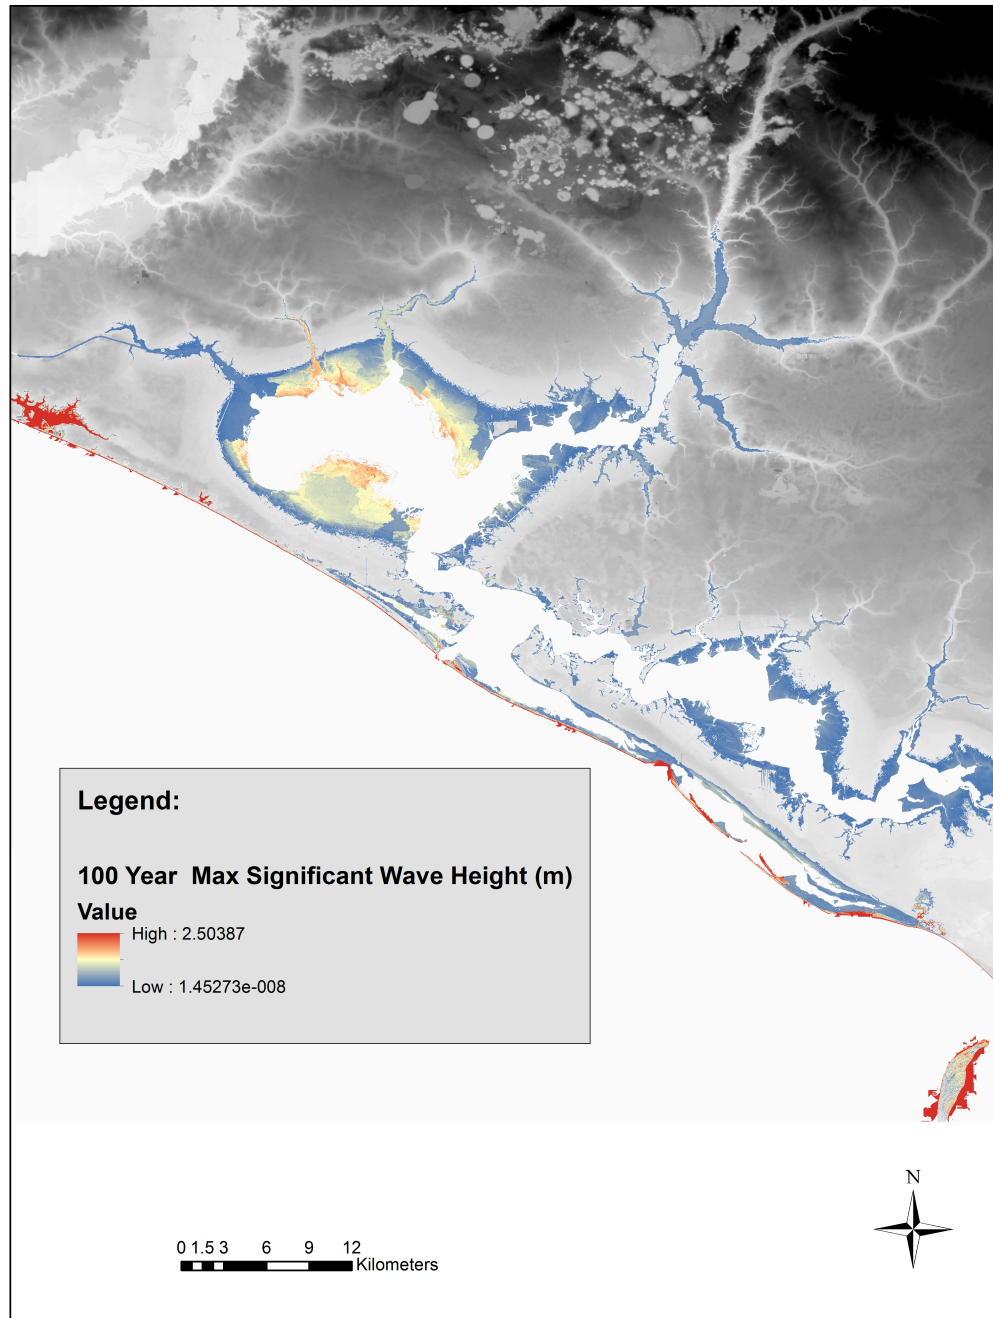 Legend:
100 Year  Max Significant Wave Height (m)
Value
High : 2.50387
Low : 1.45273e-008
N
0 1.5 3 6 9 12
Kilometers